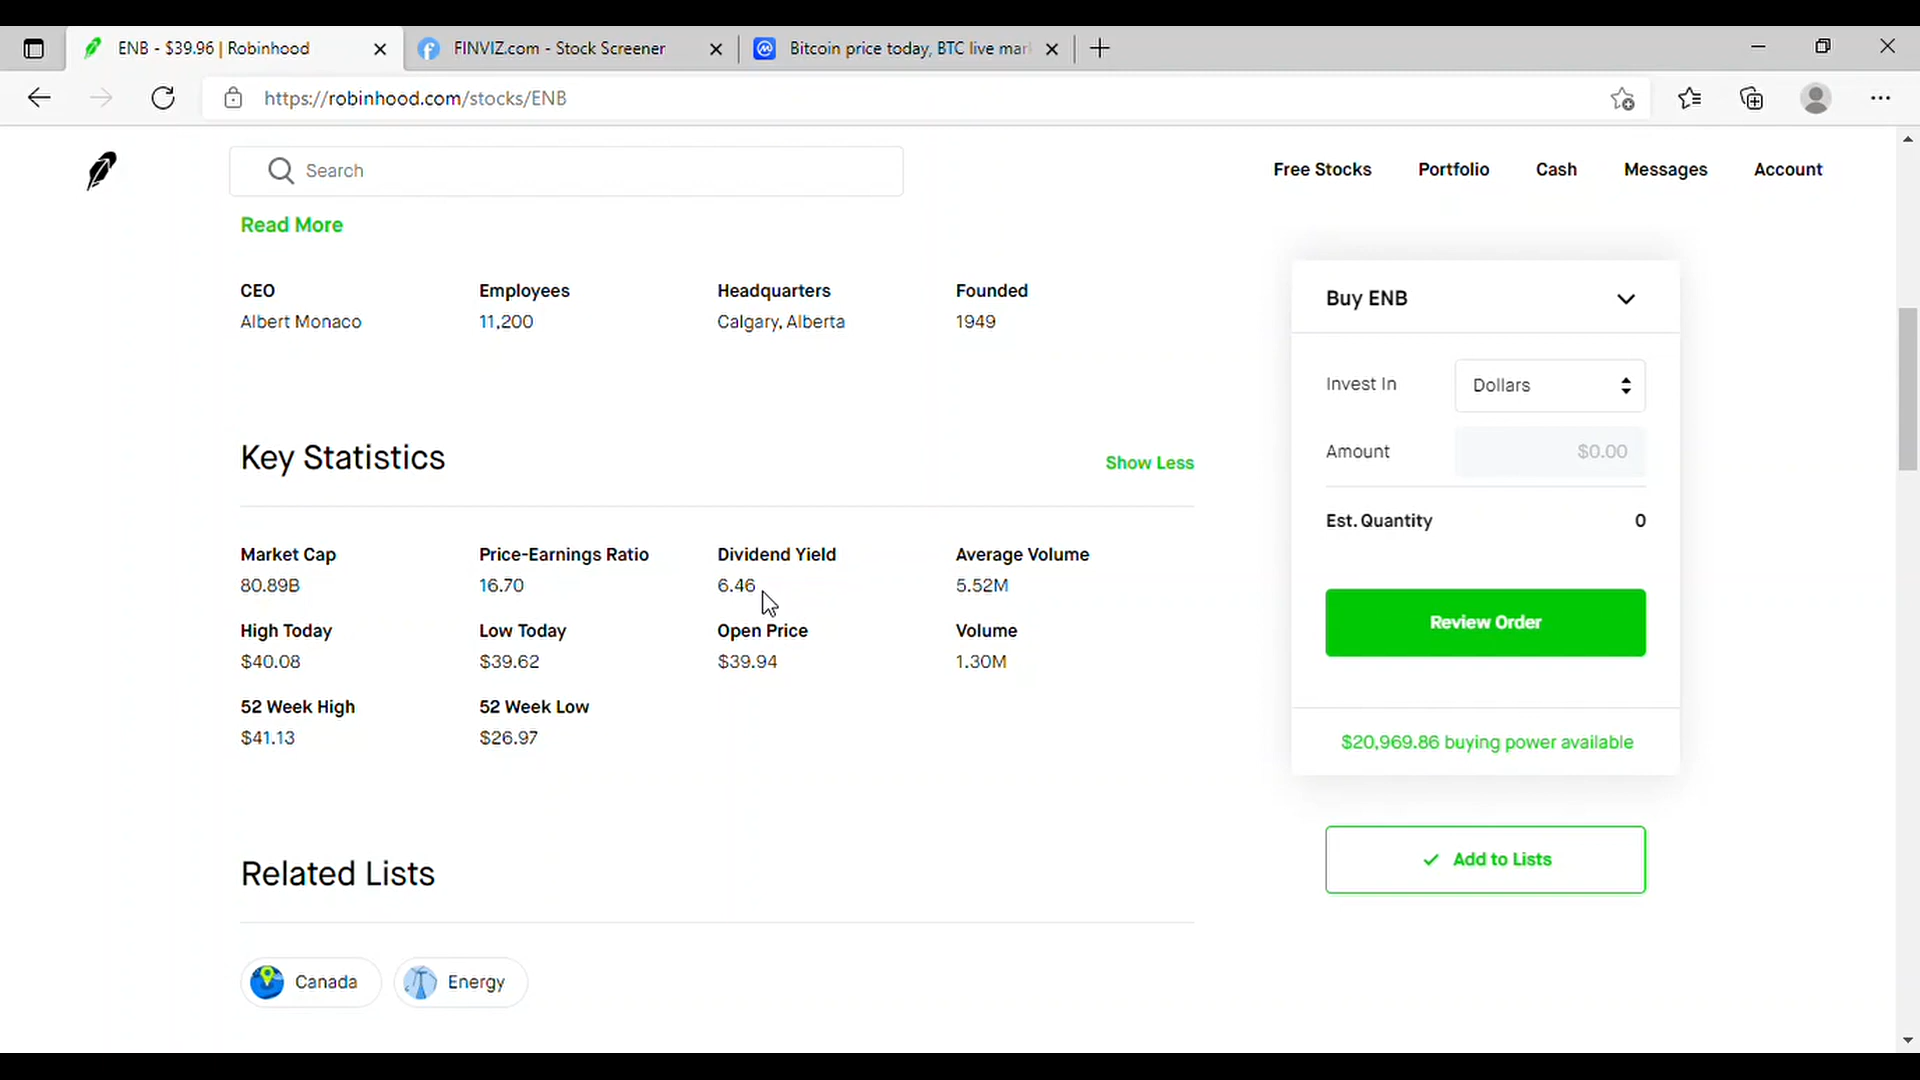 ENB - $39.96 | Robinhood
FINVIZ.com - Stock Screener
Bitcoin price today, BTC live mar
https://robinhood.com/stocks/ENB
Search
Free Stocks
Portfolio
Cash
Messages
Account
Read More
CEO
Employees
Headquarters
Founded
Albert Monaco
11,200
Calgary, Alberta
1949
Key Statistics
Show Less
Market Cap
Price-Earnings Ratio
Dividend Yield
Average Volume
80.89B
16.70
6.46
5.52M
High Today
Low Today
Open Price
Volume
$40.08
$39.62
$39.94
1.30M
52 Week High
52 Week Low
$41.13
$26.97
Related Lists
Canada
Energy
Buy ENB
Invest In
Dollars
Amount
$0.00
Est. Quantity
0
Review Order
$20,969.86 buying power available
Add to Lists